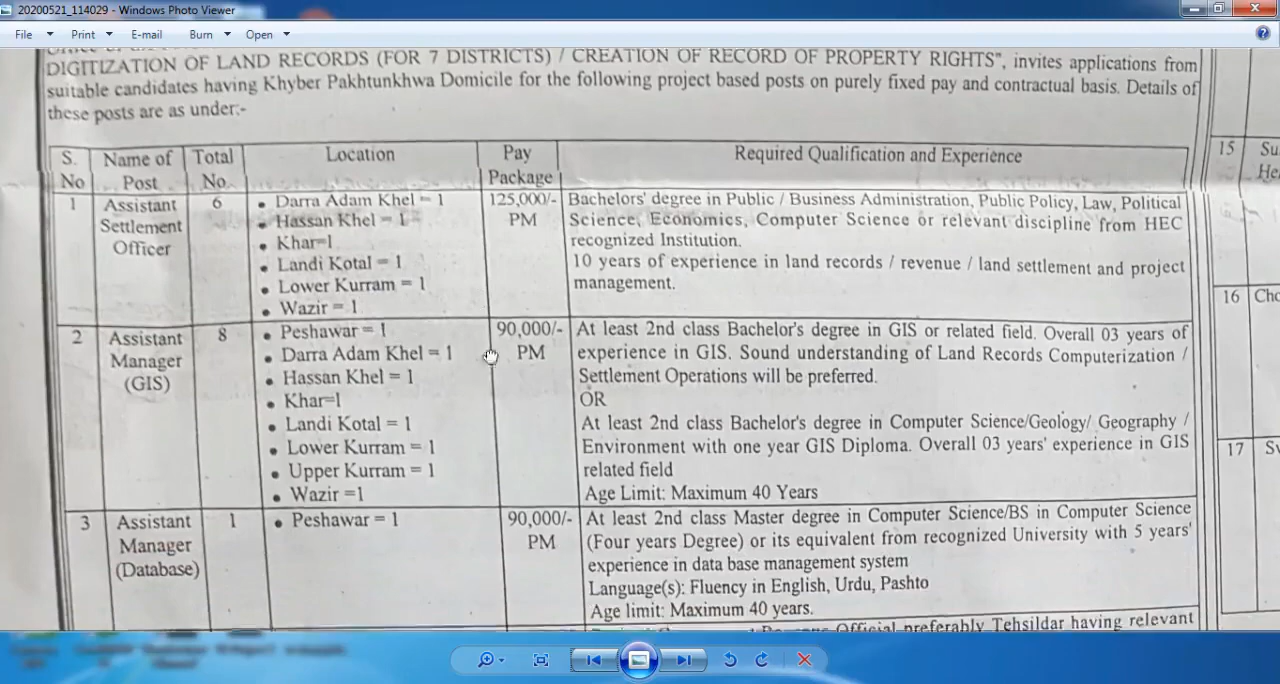 20200521_114029 - Windows Photo Viewer
File Print E-mail Burn Open
DIGITIZATION OF LAND RECORDS (FOR 7 DISTRICTS) / CREATION OF RECORD OF PROPERTY RIGHTS", invites applications from
suitable candidates having Khyber Pakhtunkhwa Domicile for the following project based posts on purely fixed pay and contractual basis. Details of
these posts are as under:-
S. No
Name of Post
Total No.
Location
Pay Package
Required Qualification and Experience
1
Assistant
Settlement
Officer
6
• Darra Adam Khel = 1
• Hassan Khel = 1
• Khar=1
• Landi Kotal = 1
• Lower Kurram = 1
• Wazir = 1
125,000/-
PM
Bachelors' degree in Public / Business Administration, Public Policy, Law, Political
Science, Economics, Computer Science or relevant discipline from HEC
recognized Institution.
10 years of experience in land records / revenue / land settlement and project
management.
2
Assistant
Manager
(GIS)
8
• Peshawar = 1
• Darra Adam Khel = 1
• Hassan Khel = 1
• Khar=1
• Landi Kotal = 1
• Lower Kurram = 1
• Upper Kurram = 1
• Wazir =1
90,000/-
PM
At least 2nd class Bachelor's degree in GIS or related field. Overall 03 years of
experience in GIS. Sound understanding of Land Records Computerization /
Settlement Operations will be preferred.
OR
At least 2nd class Bachelor's degree in Computer Science/Geology/ Geography /
Environment with one year GIS Diploma. Overall 03 years' experience in GIS
related field
Age Limit: Maximum 40 Years
3
Assistant
Manager
(Database)
1
• Peshawar = 1
90,000/-
PM
At least 2nd class Master degree in Computer Science/BS in Computer Science
(Four years Degree) or its equivalent from recognized University with 5 years'
experience in data base management system
Language(s): Fluency in English, Urdu, Pashto
Age limit: Maximum 40 years.
Official preferably Tehsildar having relevant
15 Su
He
16 Cho
17